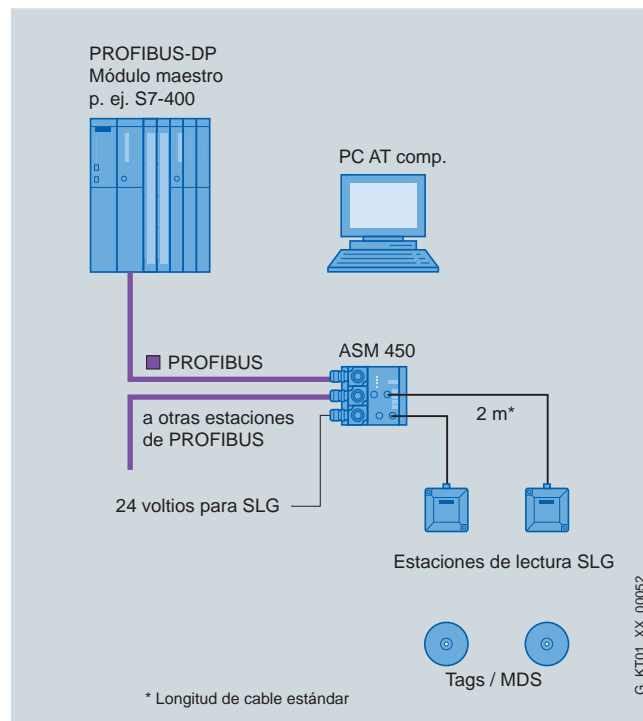 PROFIBUS-DP
Módulo maestro
p. ej. S7-400
PC AT comp.
PROFIBUS
ASM 450
a otras estaciones
de PROFIBUS
2 m*
24 voltios para SLG
Estaciones de lectura SLG
Tags / MDS
* Longitud de cable estándar
G_KT01_XX_00052